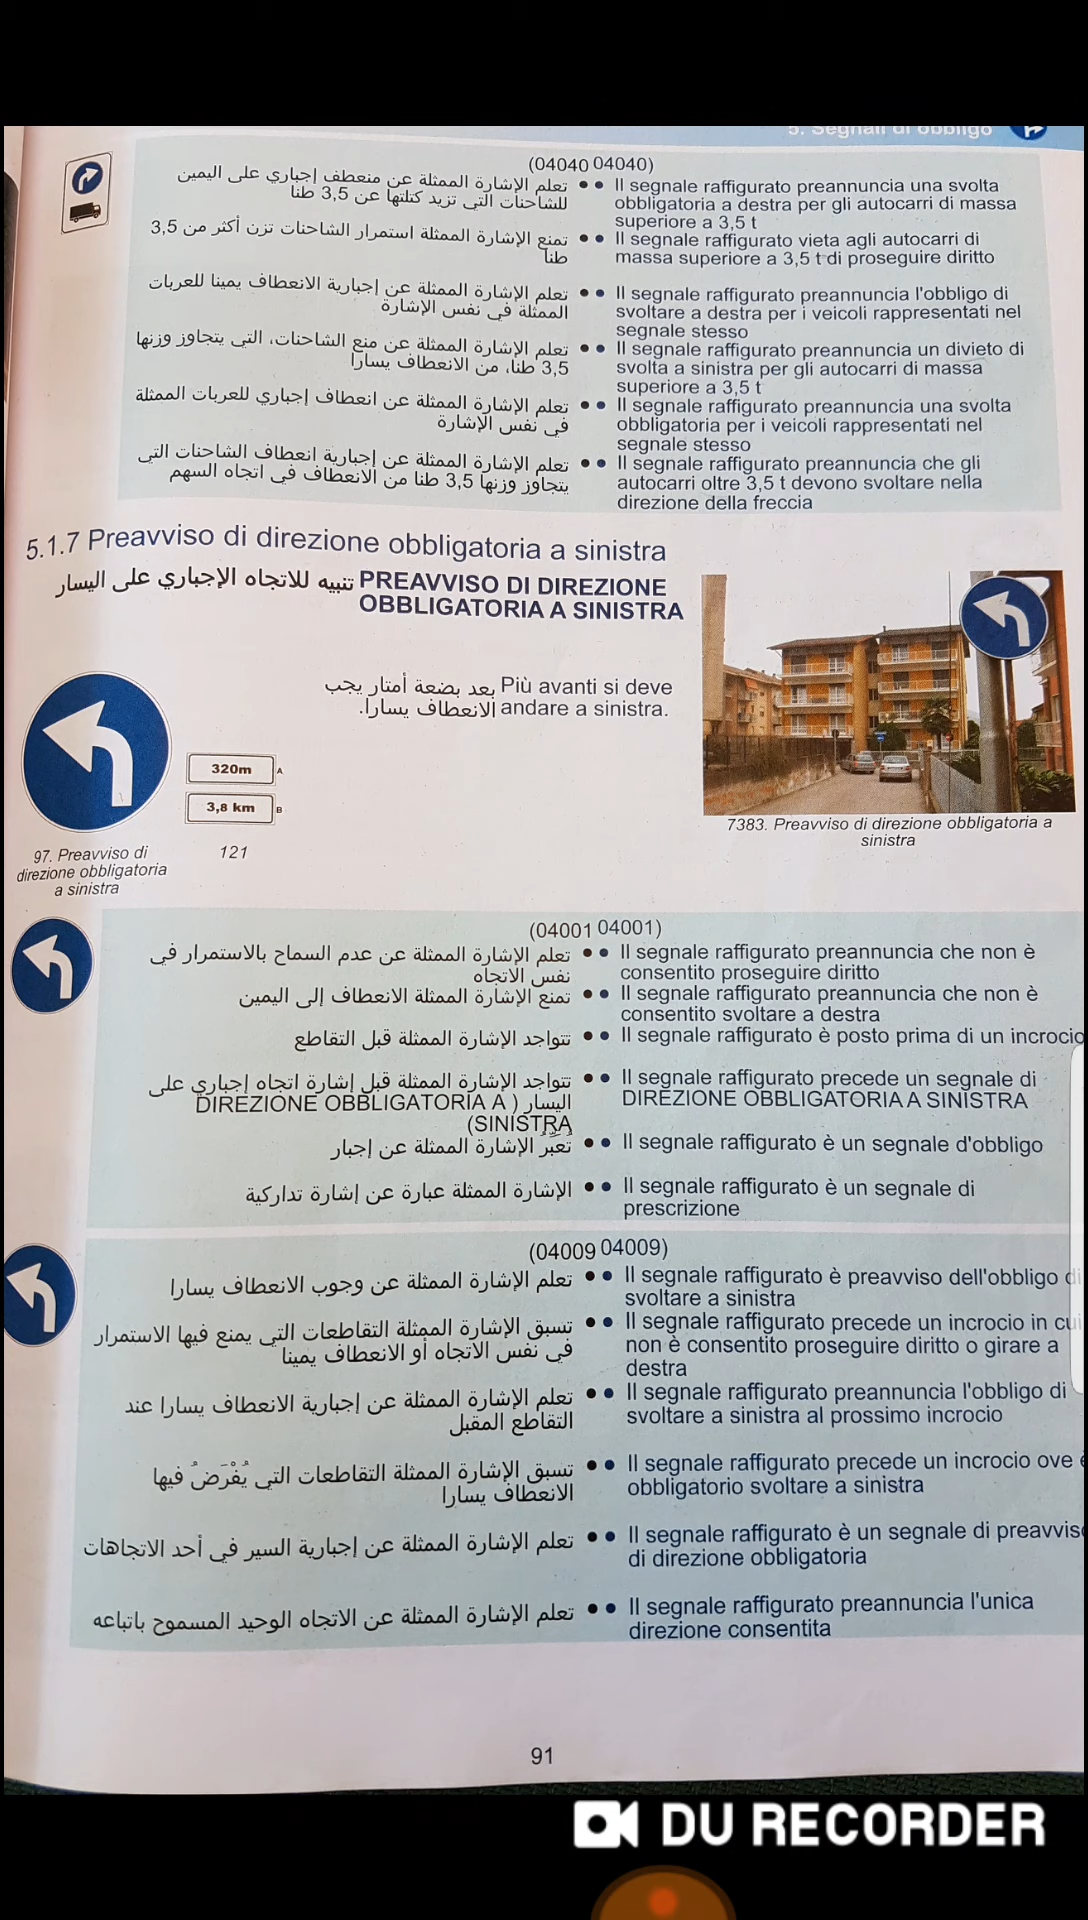 5. Segnali di obbligo
(04040 04040)
تعلم الإشارة الممثلة عن منعطف إجباري على اليمين
للشاحنات التي تزيد كتلتها عن 3,5 طنا
• • Il segnale raffigurato preannuncia una svolta
obbligatoria a destra per gli autocarri di massa
superiore a 3,5 t
تمنع الإشارة الممثلة استمرار الشاحنات تزن أكثر من 3,5
طنا
• • Il segnale raffigurato vieta agli autocarri di
massa superiore a 3,5 t di proseguire diritto
تعلم الإشارة الممثلة عن إجبارية الانعطاف يمينا للعربات
الممثلة في نفس الإشارة
• • Il segnale raffigurato preannuncia l'obbligo di
svoltare a destra per i veicoli rappresentati nel
segnale stesso
تعلم الإشارة الممثلة عن منع الشاحنات، التي يتجاوز وزنها
3,5 طنا، من الانعطاف يسارا
• • Il segnale raffigurato preannuncia un divieto di
svolta a sinistra per gli autocarri di massa
superiore a 3,5 t
تعلم الإشارة الممثلة عن انعطاف إجباري للعربات الممثلة
في نفس الإشارة
• • Il segnale raffigurato preannuncia una svolta
obbligatoria per i veicoli rappresentati nel
segnale stesso
تعلم الإشارة الممثلة عن إجبارية انعطاف الشاحنات التي
يتجاوز وزنها 3,5 طنا من الانعطاف في اتجاه السهم
• • Il segnale raffigurato preannuncia che gli
autocarri oltre 3,5 t devono svoltare nella
direzione della freccia
5.1.7 Preavviso di direzione obbligatoria a sinistra
تنبيه للاتجاه الإجباري على اليسار
PREAVVISO DI DIREZIONE
OBBLIGATORIA A SINISTRA
بعد بضعة أمتار يجب
الانعطاف يسارا.
Più avanti si deve
andare a sinistra.
320m A
3,8 km B
97. Preavviso di
direzione obbligatoria
a sinistra
121
7383. Preavviso di direzione obbligatoria a
sinistra
(04001 04001)
تعلم الإشارة الممثلة عن عدم السماح بالاستمرار في
نفس الاتجاه
• • Il segnale raffigurato preannuncia che non è
consentito proseguire diritto
تمنع الإشارة الممثلة الانعطاف إلى اليمين
• • Il segnale raffigurato preannuncia che non è
consentito svoltare a destra
تتواجد الإشارة الممثلة قبل التقاطع
• • Il segnale raffigurato è posto prima di un incrocio
تتواجد الإشارة الممثلة قبل إشارة اتجاه إجباري على
اليسار ( DIREZIONE OBBLIGATORIA A
SINISTRA)
• • Il segnale raffigurato precede un segnale di
DIREZIONE OBBLIGATORIA A SINISTRA
تُعَبِّرُ الإشارة الممثلة عن إجبار
• • Il segnale raffigurato è un segnale d'obbligo
الإشارة الممثلة عبارة عن إشارة تداركية
• • Il segnale raffigurato è un segnale di
prescrizione
(04009 04009)
تعلم الإشارة الممثلة عن وجوب الانعطاف يسارا
• • Il segnale raffigurato è preavviso dell'obbligo di
svoltare a sinistra
تسبق الإشارة الممثلة التقاطعات التي يمنع فيها الاستمرار
في نفس الاتجاه أو الانعطاف يمينا
• • Il segnale raffigurato precede un incrocio in cui
non è consentito proseguire diritto o girare a
destra
تعلم الإشارة الممثلة عن إجبارية الانعطاف يسارا عند
التقاطع المقبل
• • Il segnale raffigurato preannuncia l'obbligo di
svoltare a sinistra al prossimo incrocio
تسبق الإشارة الممثلة التقاطعات التي يُفْرَضُ فيها
الانعطاف يسارا
• • Il segnale raffigurato precede un incrocio ove è
obbligatorio svoltare a sinistra
تعلم الإشارة الممثلة عن إجبارية السير في أحد الاتجاهات
• • Il segnale raffigurato è un segnale di preavviso
di direzione obbligatoria
تعلم الإشارة الممثلة عن الاتجاه الوحيد المسموح باتباعه
• • Il segnale raffigurato preannuncia l'unica
direzione consentita
91
DU RECORDER